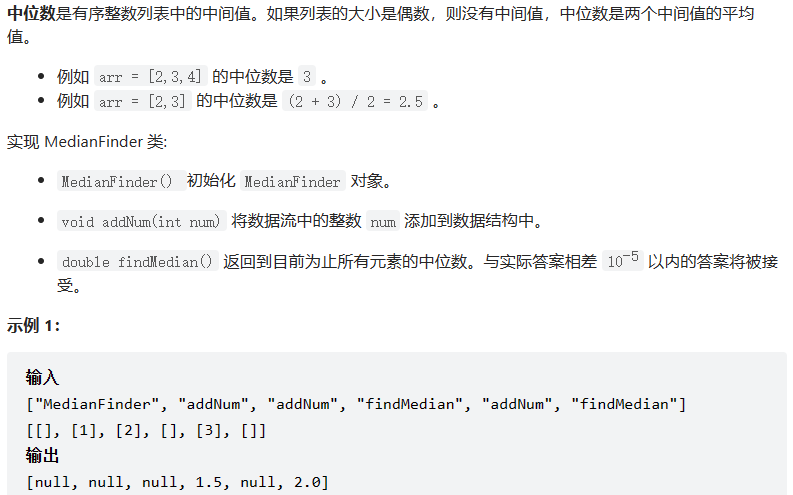 中位数是有序整数列表中的中间值。如果列表的大小是偶数，则没有中间值，中位数是两个中间值的平均
值。
• 例如 arr = [2,3,4] 的中位数是 3 。
• 例如 arr = [2,3] 的中位数是 (2 + 3) / 2 = 2.5 。
实现 MedianFinder 类:
• MedianFinder() 初始化 MedianFinder 对象。
• void addNum(int num) 将数据流中的整数 num 添加到数据结构中。
• double findMedian() 返回到目前为止所有元素的中位数。与实际答案相差 10⁻⁵ 以内的答案将被接
受。
示例 1：
输入
["MedianFinder", "addNum", "addNum", "findMedian", "addNum", "findMedian"]
[[], [1], [2], [], [3], []]
输出
[null, null, null, 1.5, null, 2.0]